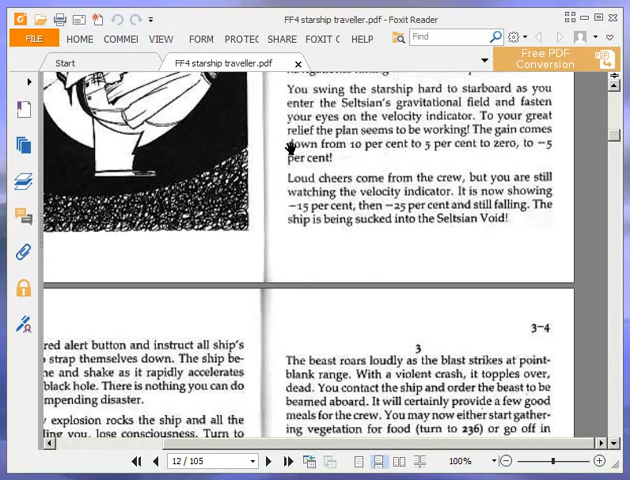 FF4 starship traveller.pdf - Foxit Reader
FILE HOME COMMEI VIEW FORM PROTEC SHARE FOXIT C HELP Find
Start FF4 starship traveller.pdf Free PDF Conversion
You swing the starship hard to starboard as you
enter the Seltsian's gravitational field and fasten
your eyes on the velocity indicator. To your great
relief the plan seems to be working! The gain comes
down from 10 per cent to 5 per cent to zero, to −5
per cent!
Loud cheers come from the crew, but you are still
watching the velocity indicator. It is now showing
−15 per cent, then −25 per cent and still falling. The
ship is being sucked into the Seltsian Void!
red alert button and instruct all ship's
strap themselves down. The ship be-
ne and shake as it rapidly accelerates
black hole. There is nothing you can do
mpending disaster.
explosion rocks the ship and all the
ling you, lose consciousness. Turn to
3–4
3
The beast roars loudly as the blast strikes at point-
blank range. With a violent crash, it topples over,
dead. You contact the ship and order the beast to be
beamed aboard. It will certainly provide a few good
meals for the crew. You may now either start gather-
ing vegetation for food (turn to 236) or go off in
12 / 105 100%